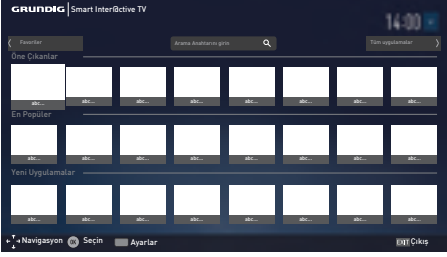 GRUNDIG Smart Inter@ctive TV
14:00
Favoriler Arama Anahtarını girin Tüm uygulamalar
Öne Çıkanlar
abc... abc... abc... abc... abc... abc... abc... abc...
En Popüler
abc... abc... abc... abc... abc... abc... abc... abc...
Yeni Uygulamalar
abc... abc... abc... abc... abc... abc... abc... abc...
Navigasyon OK Seçin Ayarlar EXIT Çıkış